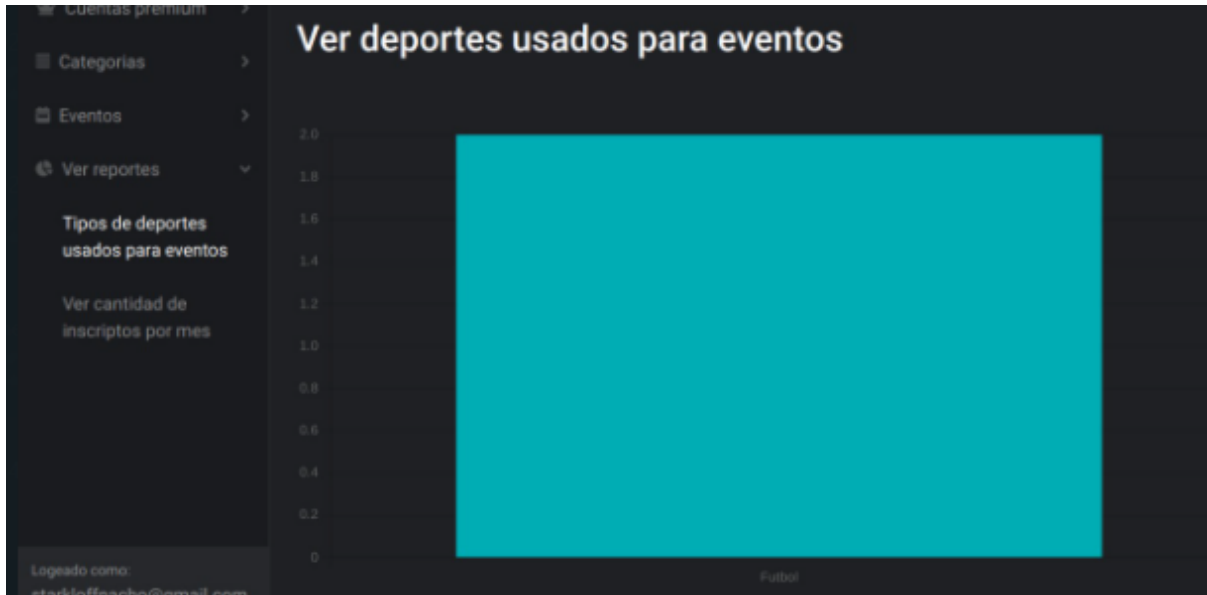 Cuentas premium
Categorias
Eventos
Ver reportes
Tipos de deportes
usados para eventos
Ver cantidad de
inscriptos por mes
Logeado como:
Ver deportes usados para eventos
2.0
1.8
1.6
1.4
1.2
1.0
0.8
0.6
0.4
0.2
0
Futbol